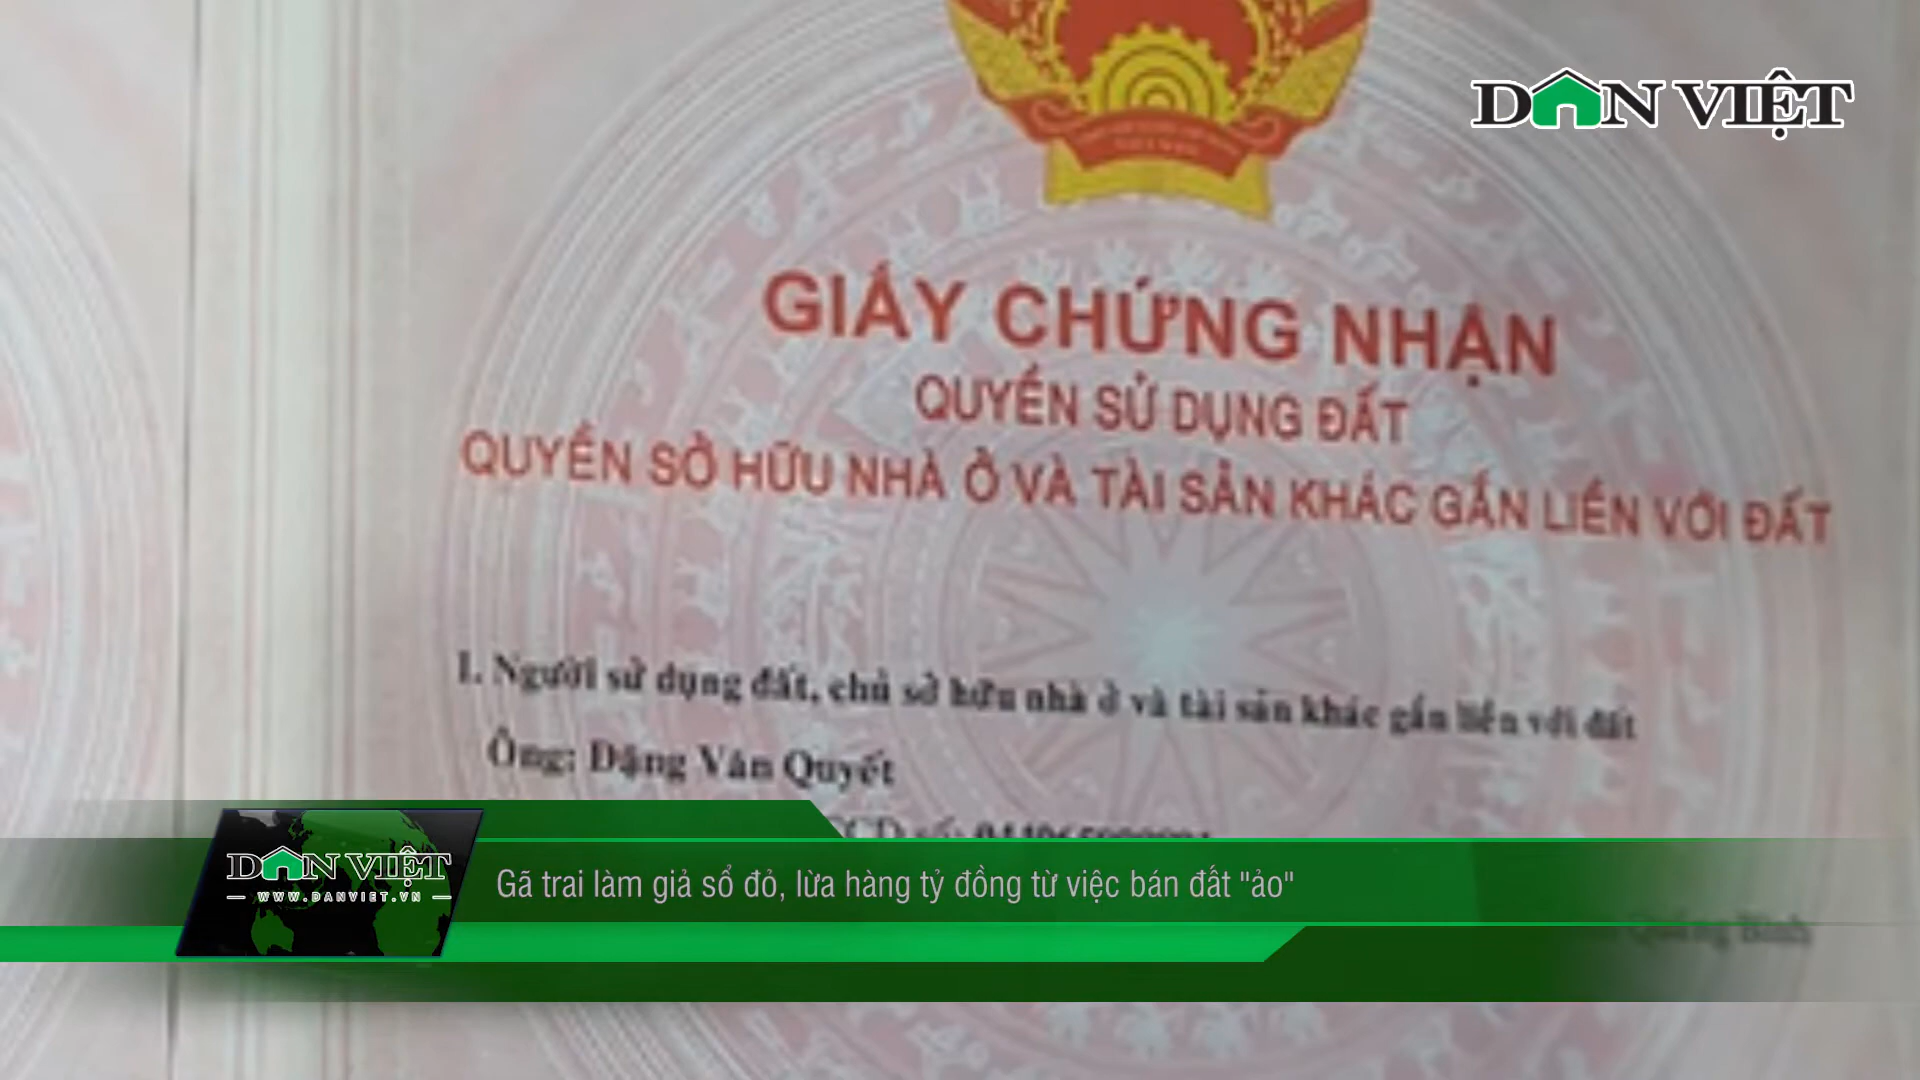 DÂN VIỆT
GIẤY CHỨNG NHẬN
QUYỀN SỬ DỤNG ĐẤT
QUYỀN SỞ HỮU NHÀ Ở VÀ TÀI SẢN KHÁC GẮN LIỀN VỚI ĐẤT
I. Người sử dụng đất, chủ sở hữu nhà ở và tài sản khác gắn liền với đất
Ông: Đặng Văn Quyết
số:
DÂN VIỆT
WWW.DANVIET.VN
Gã trai làm giả sổ đỏ, lừa hàng tỷ đồng từ việc bán đất "ảo"
Quảng Bình